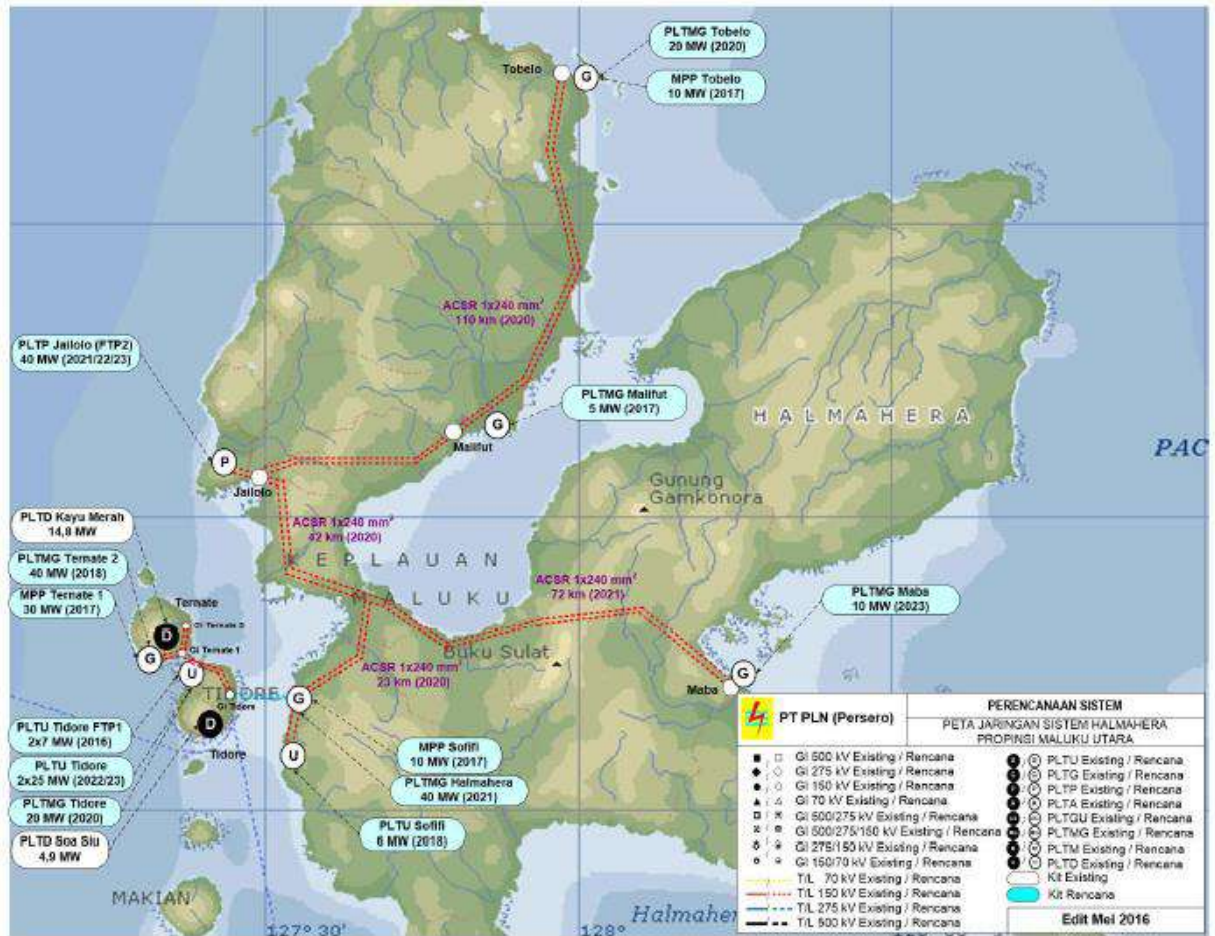 PLTMG Tobelo
20 MW (2020)
Tobelo
MPP Tobelo
10 MW (2017)
ACSR 1x240 mm²
110 km (2020)
PLTP Jailolo (FTP2)
40 MW (2021/22/23)
PLTMG Malifut
5 MW (2017)
HALMAHERA
G
G
Malifut
PAC
P
Jailolo
Gunung
Gamkonora
PLTD Kayu Merah
14,8 MW
ACSR 1x240 mm²
42 km (2020)
KEPLAUAN
MALUKU
PLTMG Ternate 2
40 MW (2018)
ACSR 1x240 mm²
72 km (2021)
MPP Ternate 1
30 MW (2017)
PLTMG Maba
10 MW (2023)
Ternate
GI Ternate 2
D
GI Ternate 1
G
U
Buku Sulat
ACSR 1x240 mm²
23 km (2020)
G
Maba
TIDORE
GI Tidore
G
D
Tidore
U
PLTU Tidore FTP1
2x7 MW (2016)
PLTU Tidore
2x25 MW (2022/23)
PLTMG Tidore
20 MW (2020)
PLTD Soa Siu
4,9 MW
MPP Sofifi
10 MW (2017)
PLTMG Halmahera
40 MW (2021)
PLTU Sofifi
6 MW (2018)
MAKIAN
127° 30'
128°
Halmaher
PT PLN (Persero)
PERENCANAAN SISTEM
PETA JARINGAN SISTEM HALMAHERA
PROPINSI MALUKU UTARA
GI 500 kV Existing / Rencana
GI 275 kV Existing / Rencana
GI 150 kV Existing / Rencana
GI 70 kV Existing / Rencana
GI 500/275 kV Existing / Rencana
GI 500/275/150 kV Existing / Rencana
GI 275/150 kV Existing / Rencana
GI 150/70 kV Existing / Rencana
T/L 70 kV Existing / Rencana
T/L 150 kV Existing / Rencana
T/L 275 kV Existing / Rencana
T/L 500 kV Existing / Rencana
PLTU Existing / Rencana
PLTG Existing / Rencana
PLTP Existing / Rencana
PLTA Existing / Rencana
PLTGU Existing / Rencana
PLTMG Existing / Rencana
PLTM Existing / Rencana
PLTD Existing / Rencana
Kit Existing
Kit Rencana
Edit Mei 2016